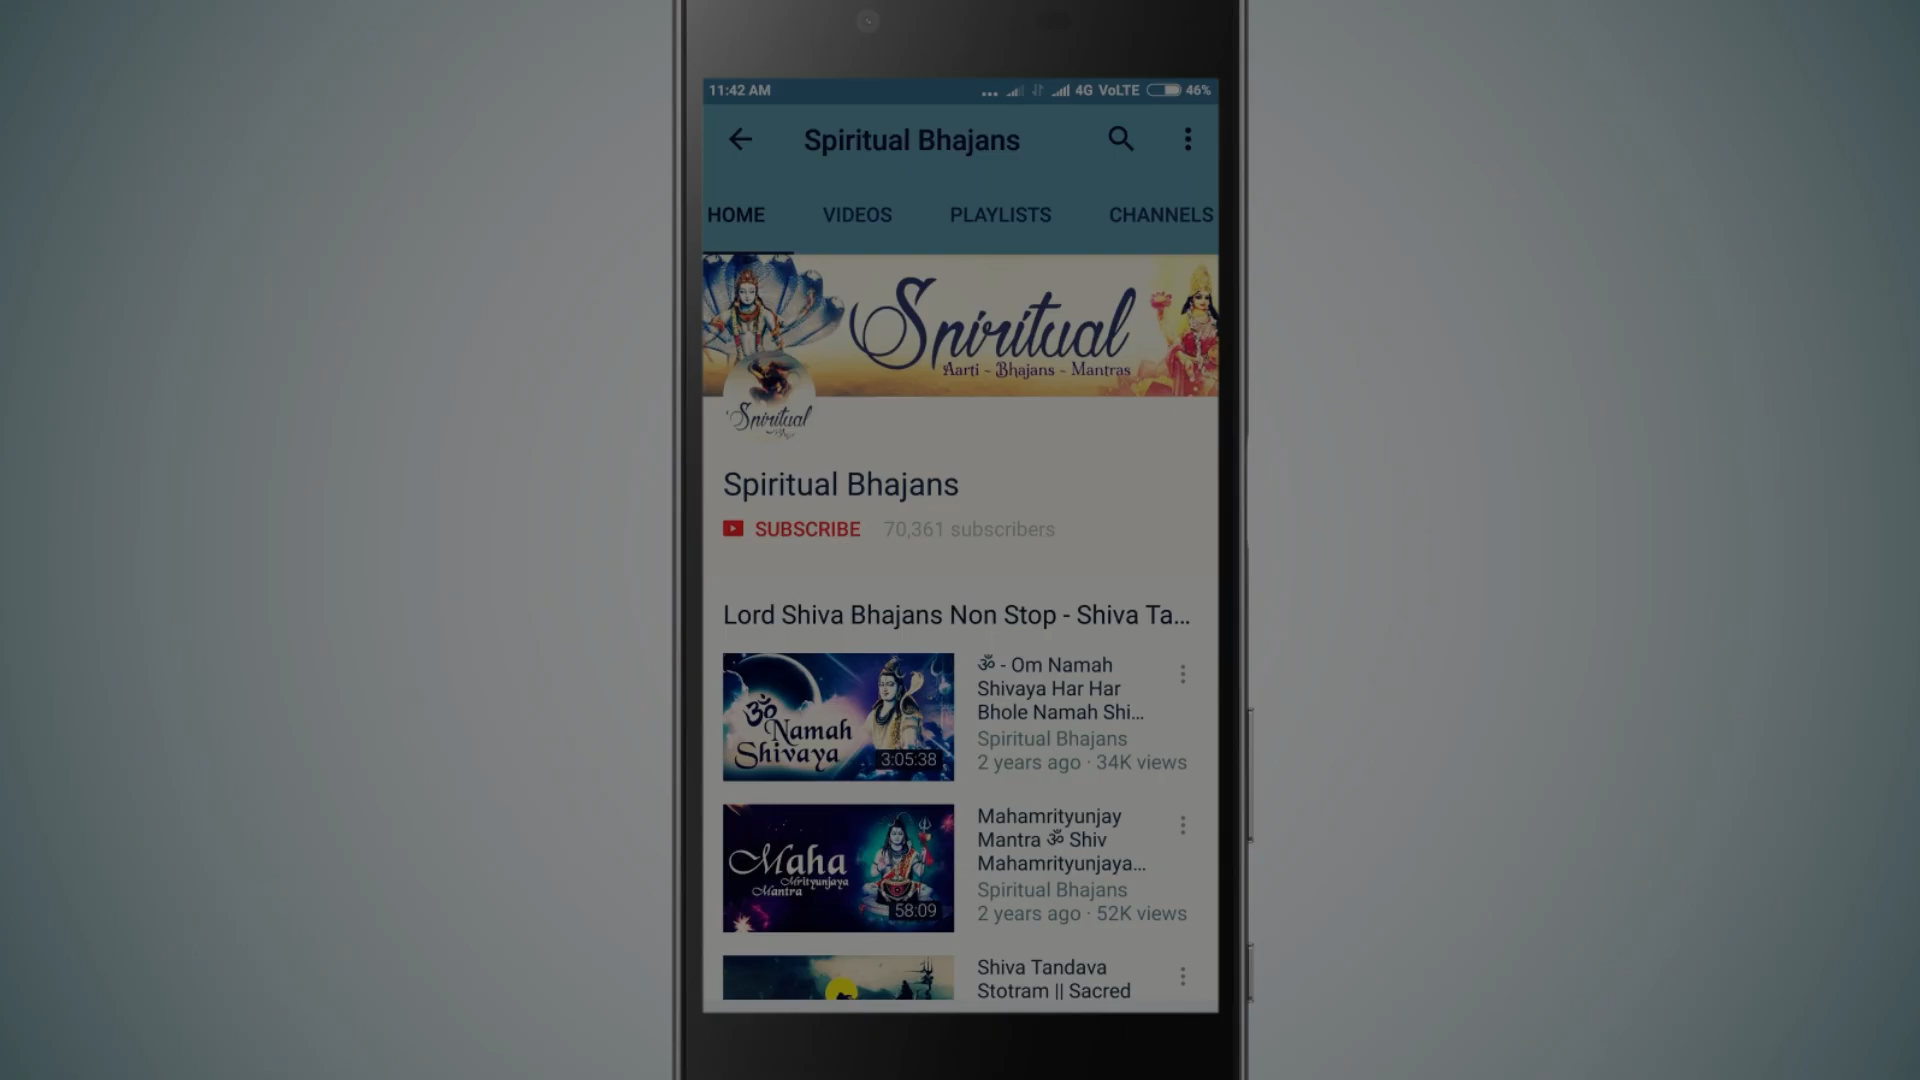 11:42 AM
4G VoLTE 46%
Spiritual Bhajans
HOME VIDEOS PLAYLISTS CHANNELS
Spiritual
Aarti ~ Bhajans ~ Mantras
Spiritual
Spiritual Bhajans
SUBSCRIBE 70,361 subscribers
Lord Shiva Bhajans Non Stop - Shiva Ta...
ॐ Namah
Shivaya
3:05:38
ॐ - Om Namah
Shivaya Har Har
Bhole Namah Shi...
Spiritual Bhajans
2 years ago · 34K views
Maha
Mrityunjaya
Mantra
58:09
Mahamrityunjay
Mantra ॐ Shiv
Mahamrityunjaya...
Spiritual Bhajans
2 years ago · 52K views
Shiva Tandava
Stotram || Sacred